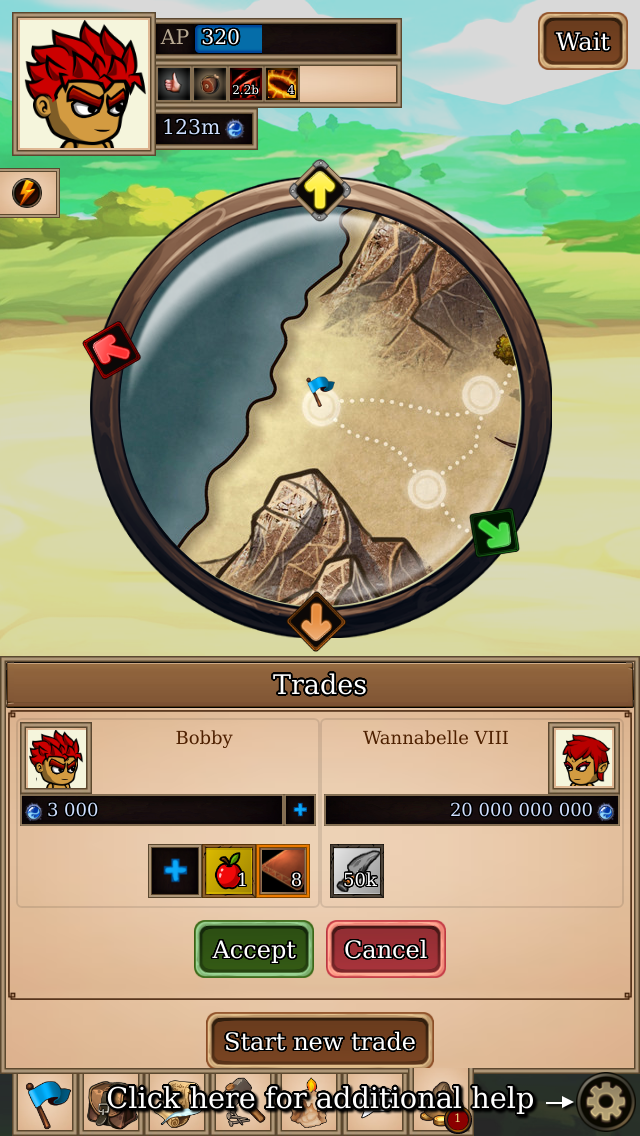 AP 320
Wait
2.2b
4
123m
Trades
Bobby
Wannabelle VIII
3 000
20 000 000 000
1
8
50k
Accept
Cancel
Start new trade
Click here for additional help
1